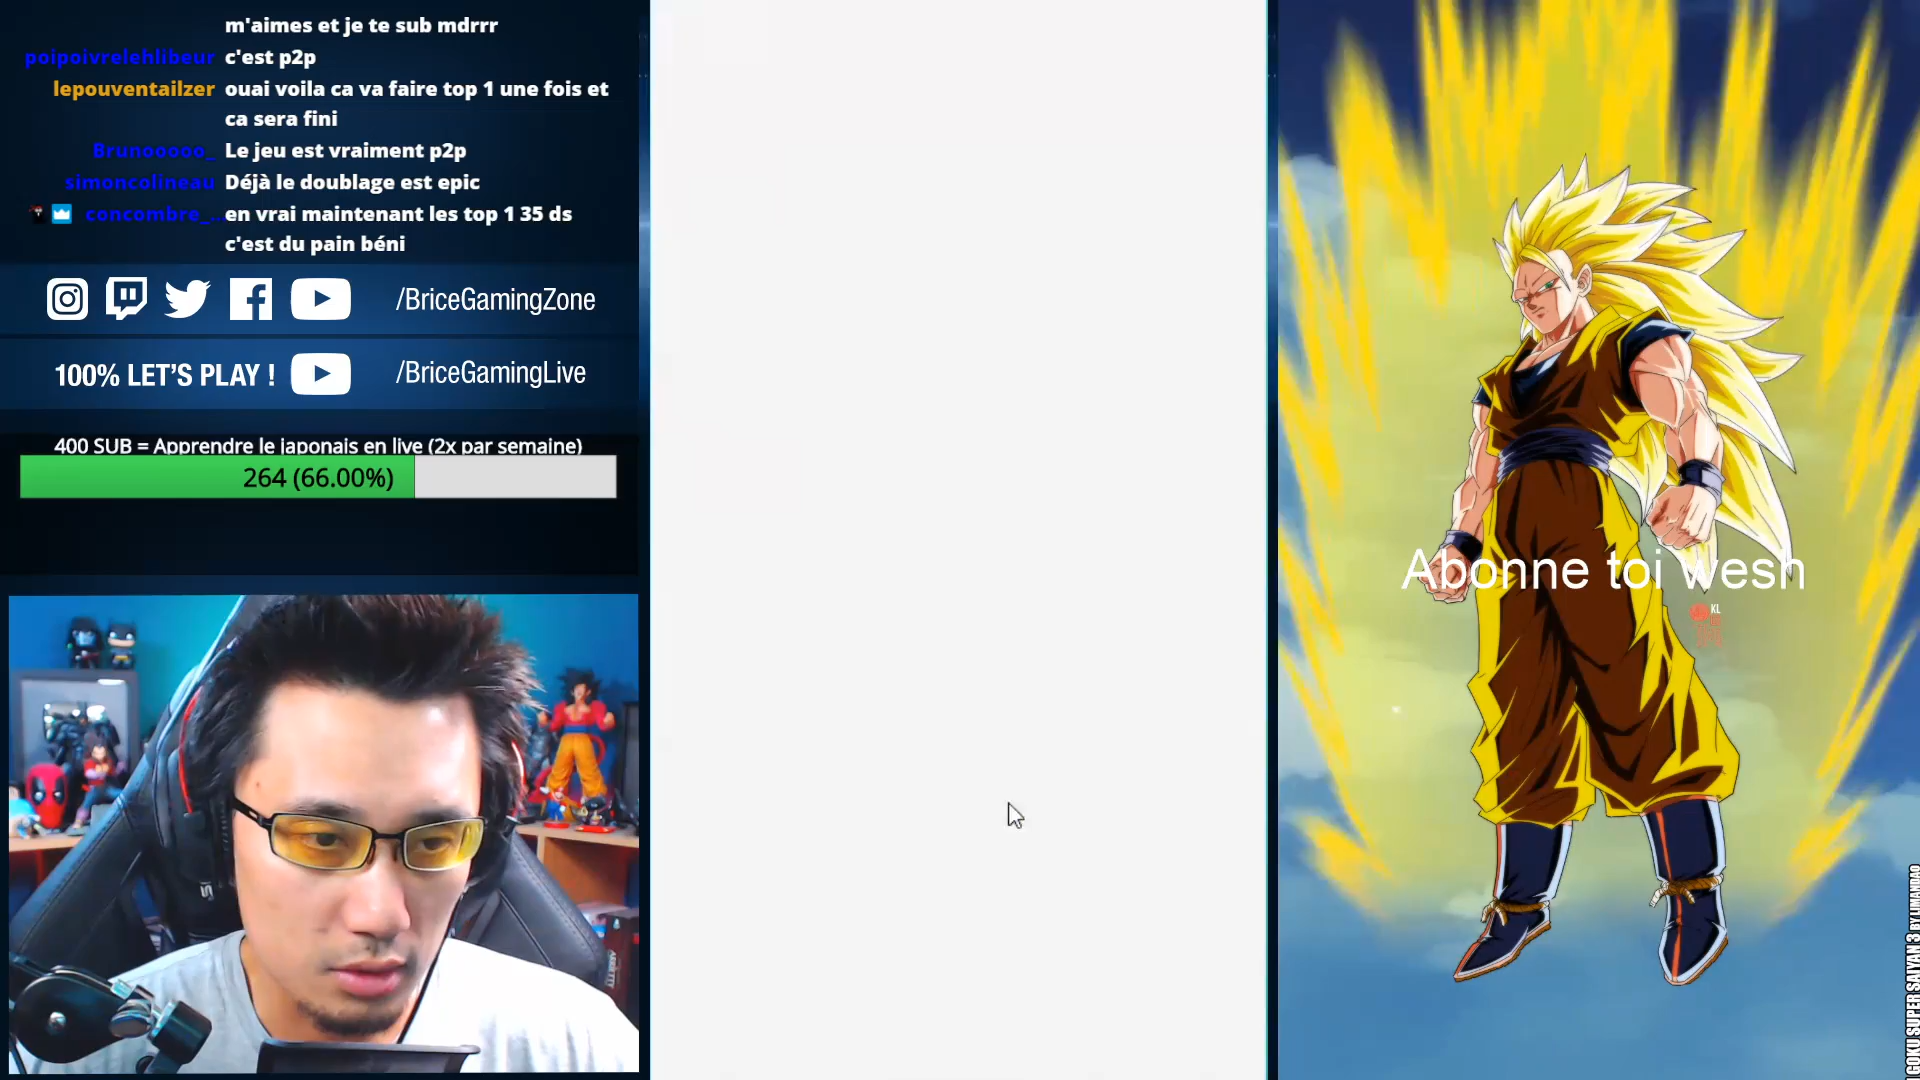 m'aimes et je te sub mdrrr
poipoivrelehlibeur c'est p2p
lepouventailzer ouai voila ca va faire top 1 une fois et
ca sera fini
Brunooooo_ Le jeu est vraiment p2p
simoncolineau Déjà le doublage est epic
concombre_... en vrai maintenant les top 1 35 ds
c'est du pain béni
/BriceGamingZone
100% LET'S PLAY ! /BriceGamingLive
400 SUB = Apprendre le japonais en live (2x par semaine)
264 (66.00%)
Abonne toi wesh
KL
GOKU SUPER SAIYAN 3 BY LIMANDAO